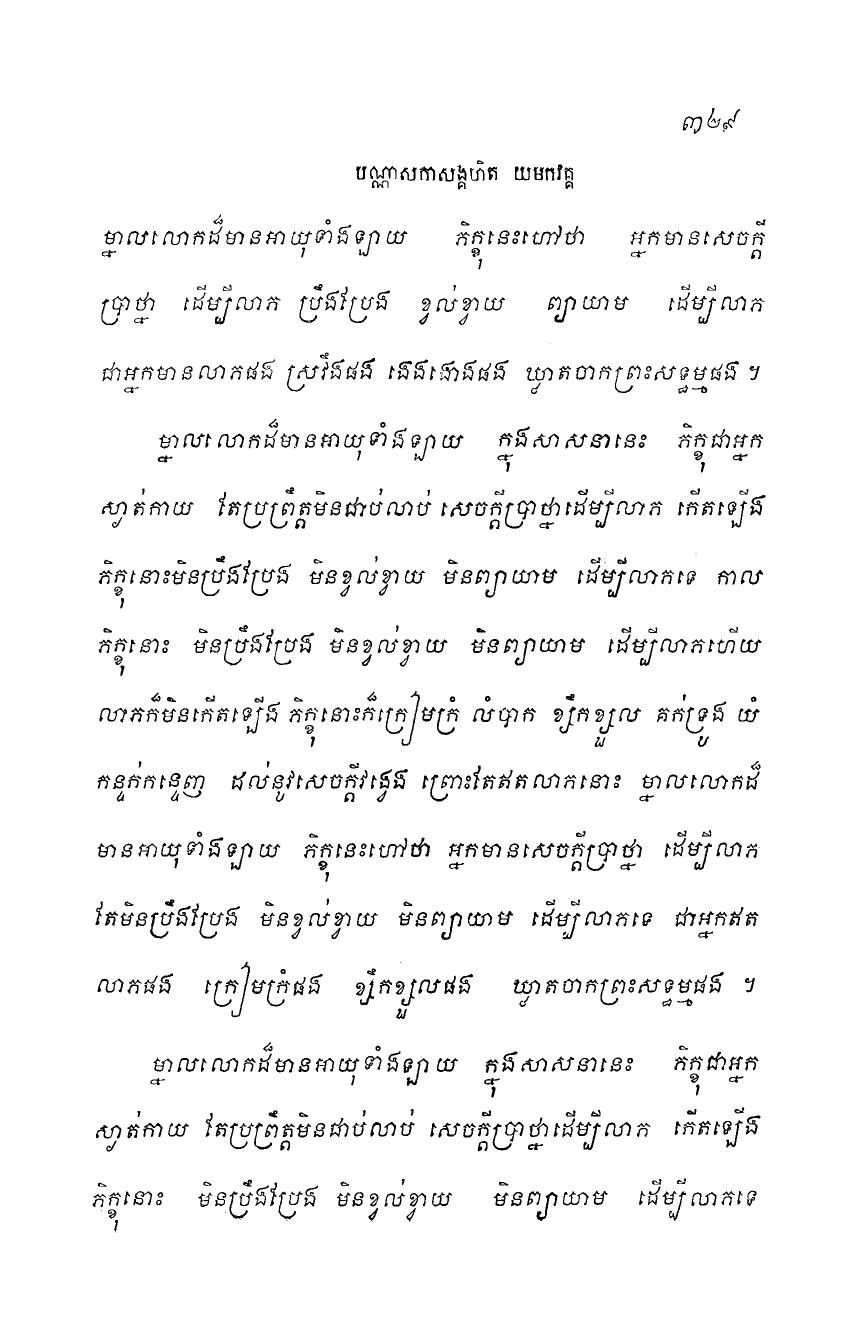 ៣២៩
បណ្ណាសកាសង្គហិត យមកវគ្គ
ម្នាលលោកដ៏មានអាយុទាំងឡាយ ភិក្ខុនេះហៅថា អ្នកមានសេចក្តី
ប្រាថ្នា ដើម្បីលាភ ប្រឹងប្រែង ខ្វល់ខ្វាយ ព្យាយាម ដើម្បីលាភ
ជាអ្នកមានលាភផង ស្រវឹងផង ងេងងោងផង ឃ្លាតចាកព្រះសទ្ធម្មផង ។
ម្នាលលោកដ៏មានអាយុទាំងឡាយ ក្នុងសាសនានេះ ភិក្ខុជាអ្នក
ស្ងាត់កាយ តែប្រព្រឹត្តមិនជាប់លាប់ សេចក្តីប្រាថ្នាដើម្បីលាភ កើតឡើង
ភិក្ខុនោះមិនប្រឹងប្រែង មិនខ្វល់ខ្វាយ មិនព្យាយាម ដើម្បីលាភទេ កាល
ភិក្ខុនោះ មិនប្រឹងប្រែង មិនខ្វល់ខ្វាយ មិនព្យាយាម ដើម្បីលាភហើយ
លាភក៏មិនកើតឡើង ភិក្ខុនោះក៏ក្រៀមក្រំ លំបាក ខ្សឹកខ្សួល គក់ទ្រូង យំ
កន្ទក់កន្ទេញ ដល់នូវសេចក្តីវង្វេង ព្រោះតែឥតលាភនោះ ម្នាលលោកដ៏
មានអាយុទាំងឡាយ ភិក្ខុនេះហៅថា អ្នកមានសេចក្តីប្រាថ្នា ដើម្បីលាភ
តែមិនប្រឹងប្រែង មិនខ្វល់ខ្វាយ មិនព្យាយាម ដើម្បីលាភទេ ជាអ្នកឥត
លាភផង ក្រៀមក្រំផង ខ្សឹកខ្សួលផង ឃ្លាតចាកព្រះសទ្ធម្មផង ។
ម្នាលលោកដ៏មានអាយុទាំងឡាយ ក្នុងសាសនានេះ ភិក្ខុជាអ្នក
ស្ងាត់កាយ តែប្រព្រឹត្តមិនជាប់លាប់ សេចក្តីប្រាថ្នាដើម្បីលាភ កើតឡើង
ភិក្ខុនោះ មិនប្រឹងប្រែង មិនខ្វល់ខ្វាយ មិនព្យាយាម ដើម្បីលាភទេ